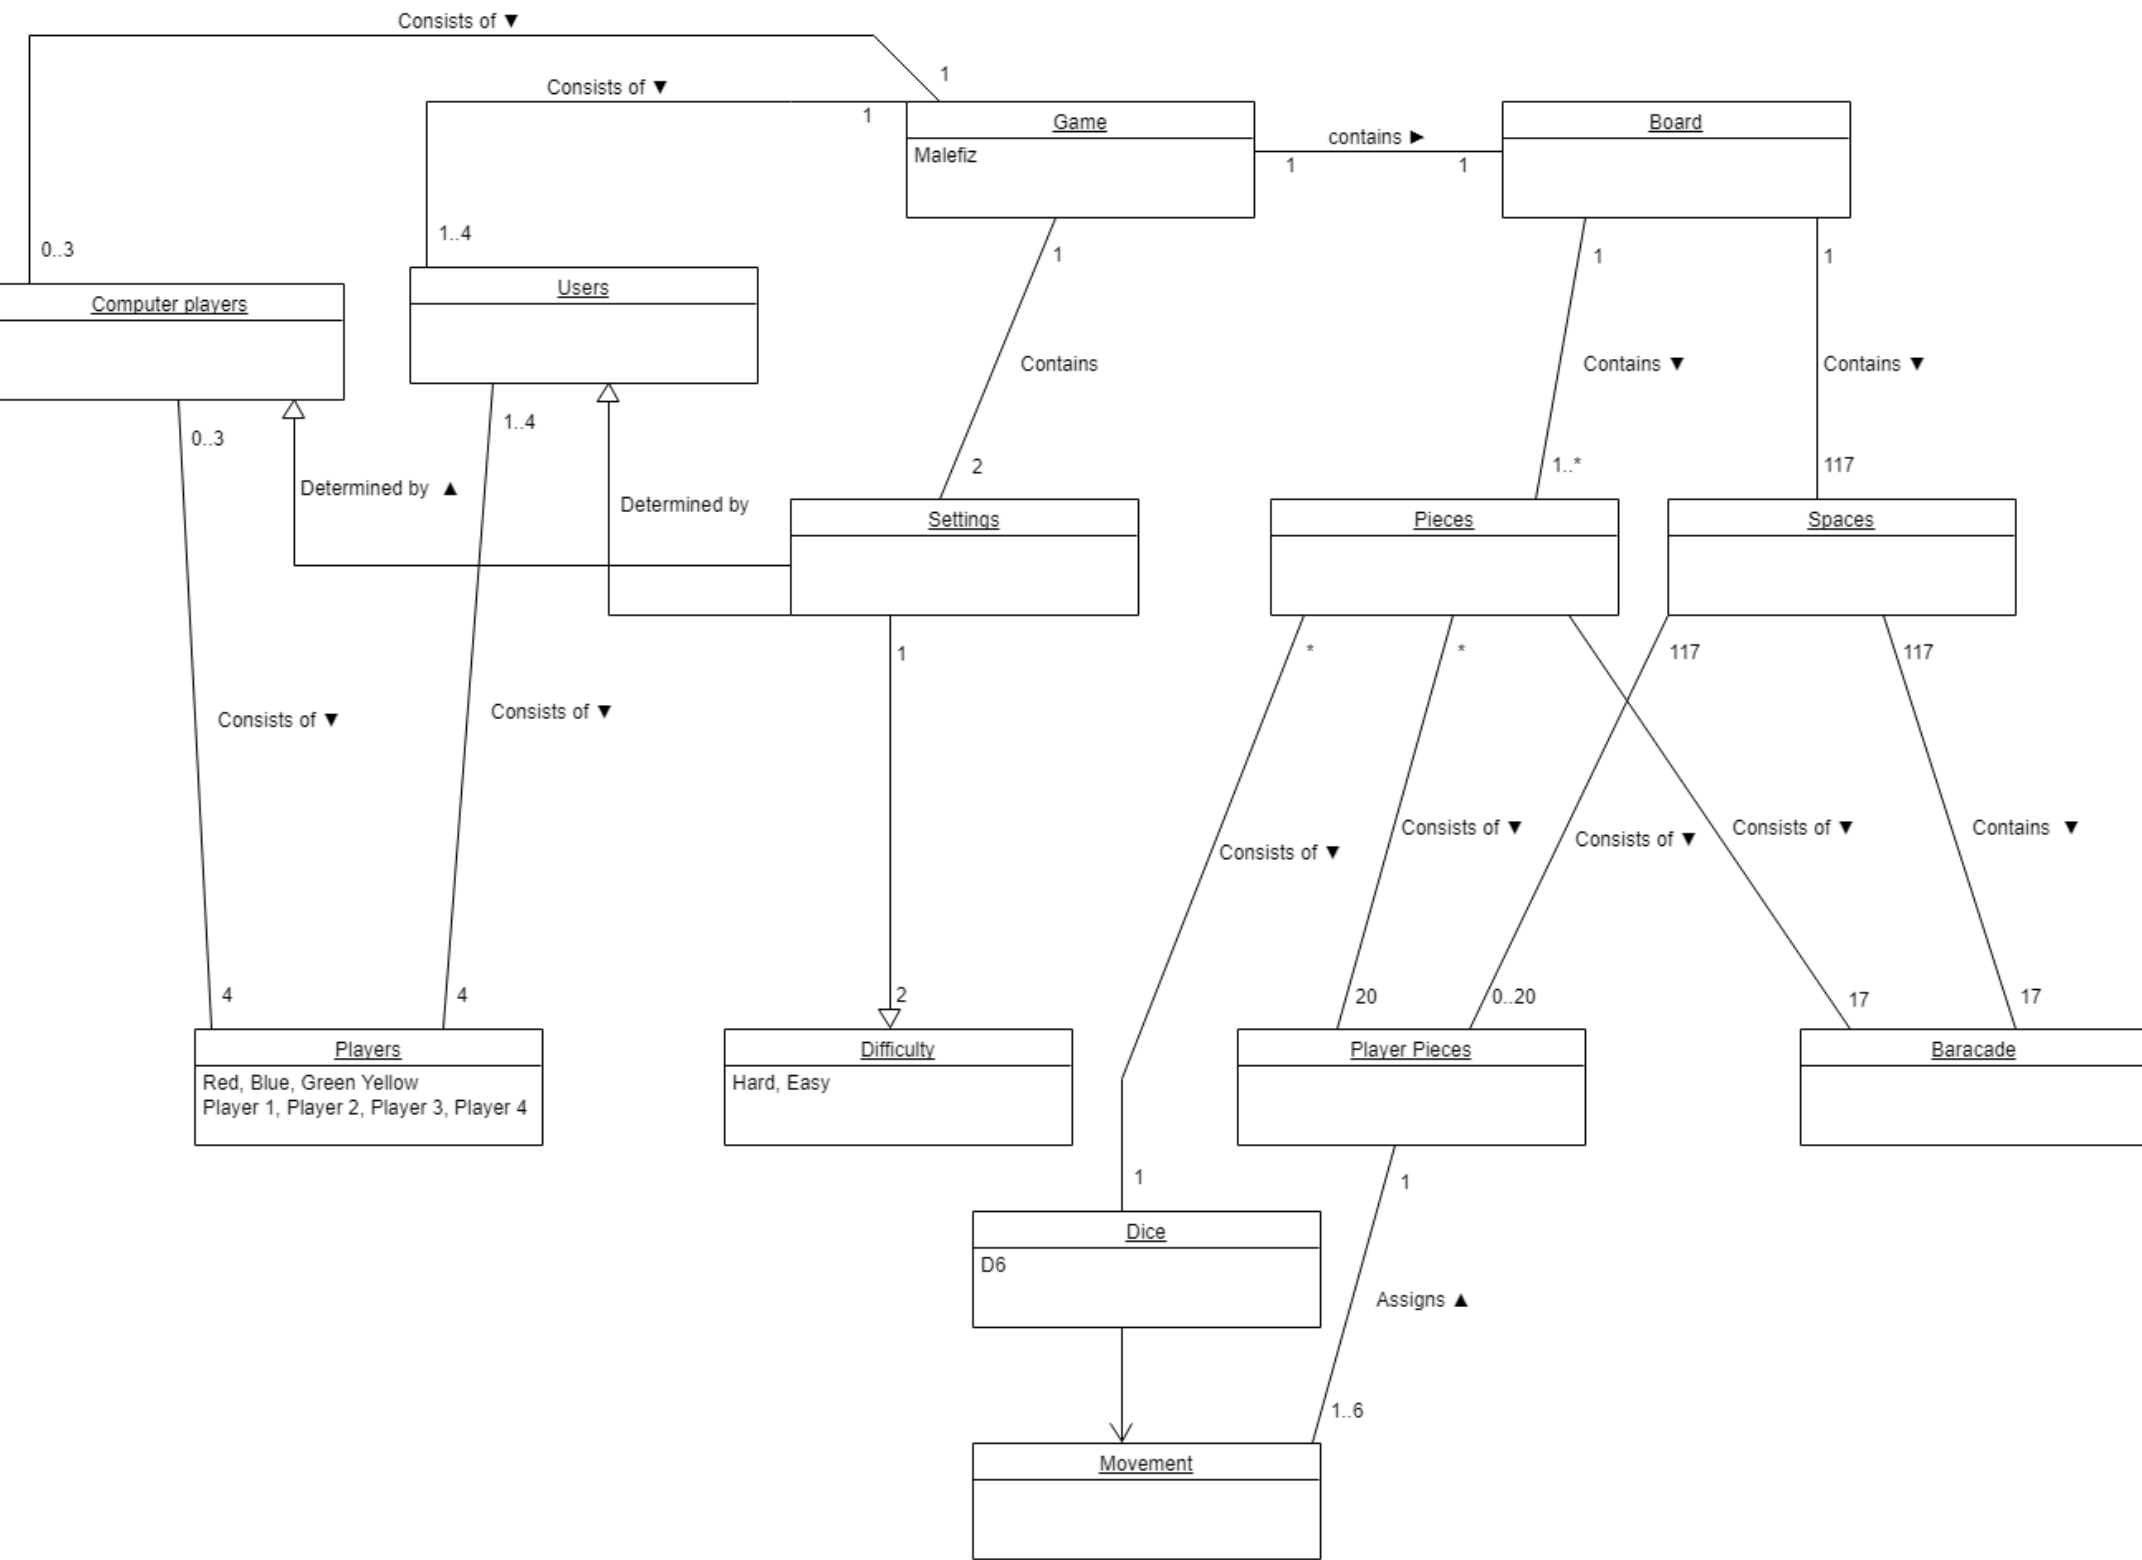 Consists of ▼
1
Consists of ▼
1
Game
Malefiz
contains ►
1
1
Board
0..3
1..4
1
1
1
Computer players
Users
Contains
Contains ▼
Contains ▼
0..3
1..4
2
1..*
117
Determined by ▲
Determined by
Settings
Pieces
Spaces
1
*
*
117
117
Consists of ▼
Consists of ▼
Consists of ▼
Consists of ▼
Consists of ▼
Consists of ▼
Contains ▼
4
4
2
20
0..20
17
17
Players
Red, Blue, Green Yellow
Player 1, Player 2, Player 3, Player 4
Difficulty
Hard, Easy
Player Pieces
Baracade
1
1
Dice
D6
Assigns ▲
1..6
Movement